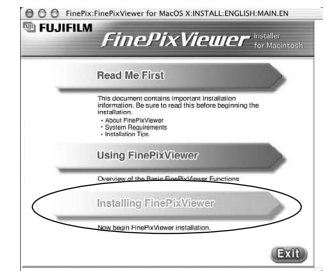 FinePix:FinePixViewer for MacOS X:INSTALL:ENGLISH:MAIN.EN
FUJIFILM
FinePixViewer Installer
for Macintosh
Read Me First
This document contains important installation
information. Be sure to read this before beginning the
installation.
- About FinePixViewer
- System Requirements
- Installation Tips
Using FinePixViewer
Overview of the Basic FinePixViewer Functions
Installing FinePixViewer
Now begin FinePixViewer installation.
Exit